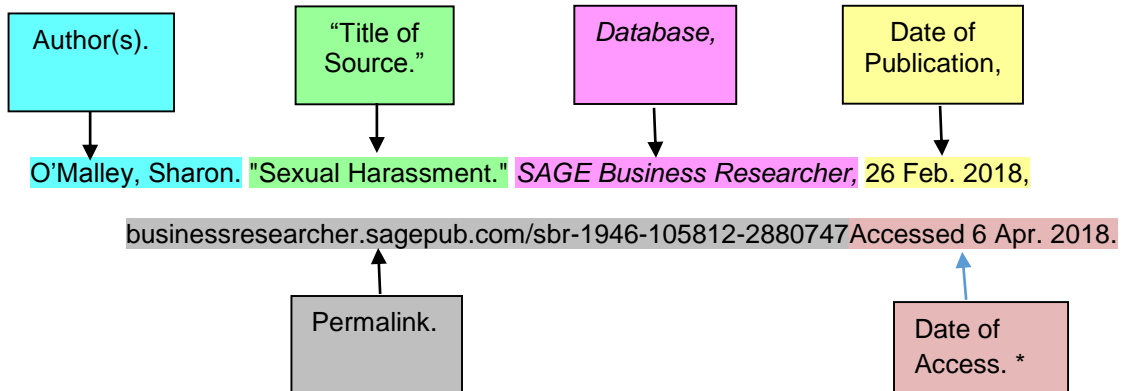 Author(s).
“Title of
Source.”
Database,
Date of
Publication,
O’Malley, Sharon. "Sexual Harassment." SAGE Business Researcher, 26 Feb. 2018,
businessresearcher.sagepub.com/sbr-1946-105812-2880747Accessed 6 Apr. 2018.
Permalink.
Date of
Access. *